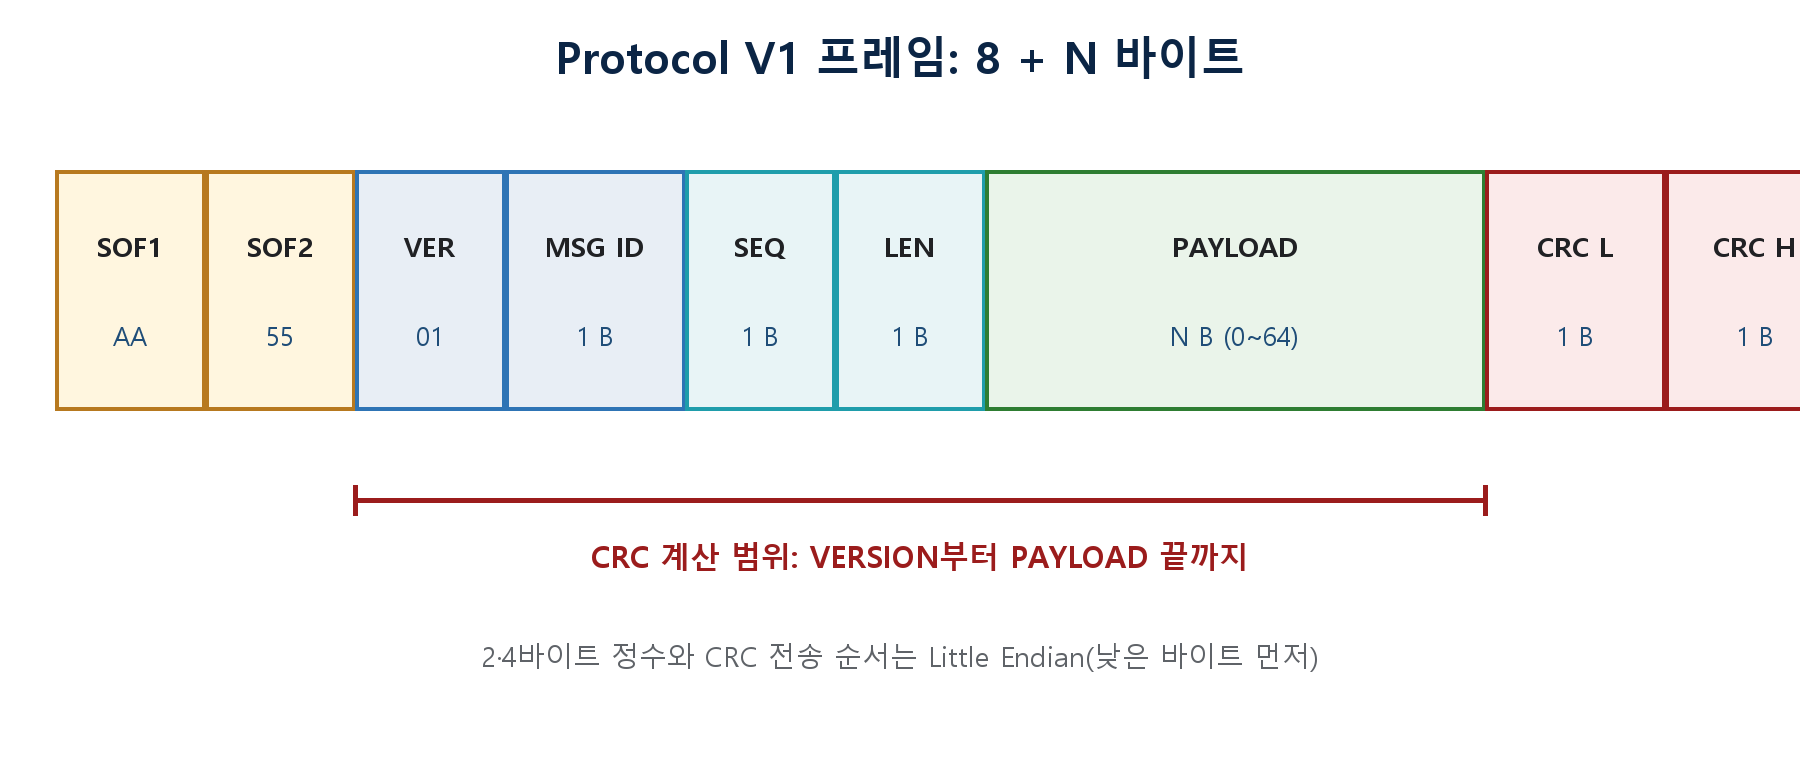 Protocol V1 프레임: 8 + N 바이트
SOF1 SOF2 VER MSG ID SEQ LEN PAYLOAD CRC L CRC H
AA 55 01 1 B 1 B 1 B N B (0~64) 1 B 1 B
CRC 계산 범위: VERSION부터 PAYLOAD 끝까지
2·4바이트 정수와 CRC 전송 순서는 Little Endian(낮은 바이트 먼저)